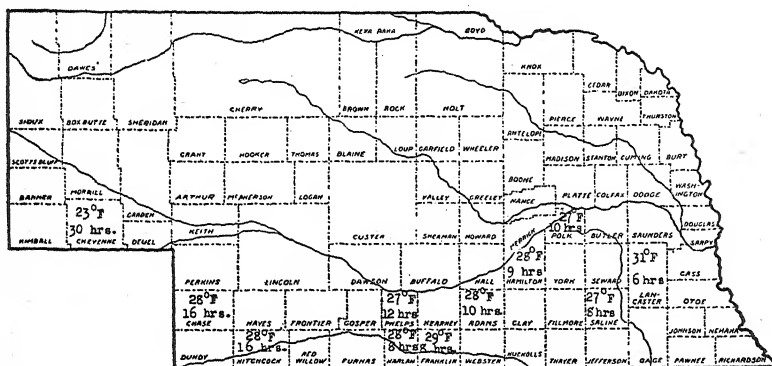 KEYA PAHA BOYD
DAWES KNOX
CEDAR
DIXON DAKOTA
SIOUX BOX BUTTE SHERIDAN CHERRY BROWN ROCK HOLT PIERCE WAYNE THURSTON
ANTELOPE
SCOTTS BLUFF GRANT HOOKER THOMAS BLAINE LOUP GARFIELD WHEELER MADISON STANTON CUMING BURT
BOONE
BANNER MORRILL GARDEN ARTHUR McPHERSON LOGAN VALLEY GREELEY NANCE PLATTE COLFAX DODGE WASH-
INGTON
23°F 27°F
30 hrs. 10 hrs
KIMBALL CHEYENNE DEUEL KEITH CUSTER SHERMAN HOWARD MERRICK POLK BUTLER SAUNDERS DOUGLAS
SARPY
28°F 31°F
9 hrs 6 hrs
CASS
PERKINS LINCOLN DAWSON BUFFALO HALL HAMILTON YORK SEWARD LAN-
CASTER OTOE
28°F 27°F 28°F 27°F
16 hrs. 12 hrs 10 hrs.
CHASE HAYES FRONTIER GOSPER PHELPS KEARNEY ADAMS CLAY FILLMORE SALINE
JOHNSON NEMAHA
28°F 28°F 29°F
16 hrs. 8 hrs
DUNDY HITCHCOCK RED
WILLOW FURNAS HARLAN FRANKLIN WEBSTER NUCKOLLS THAYER JEFFERSON GAGE PAWNEE RICHARDSON